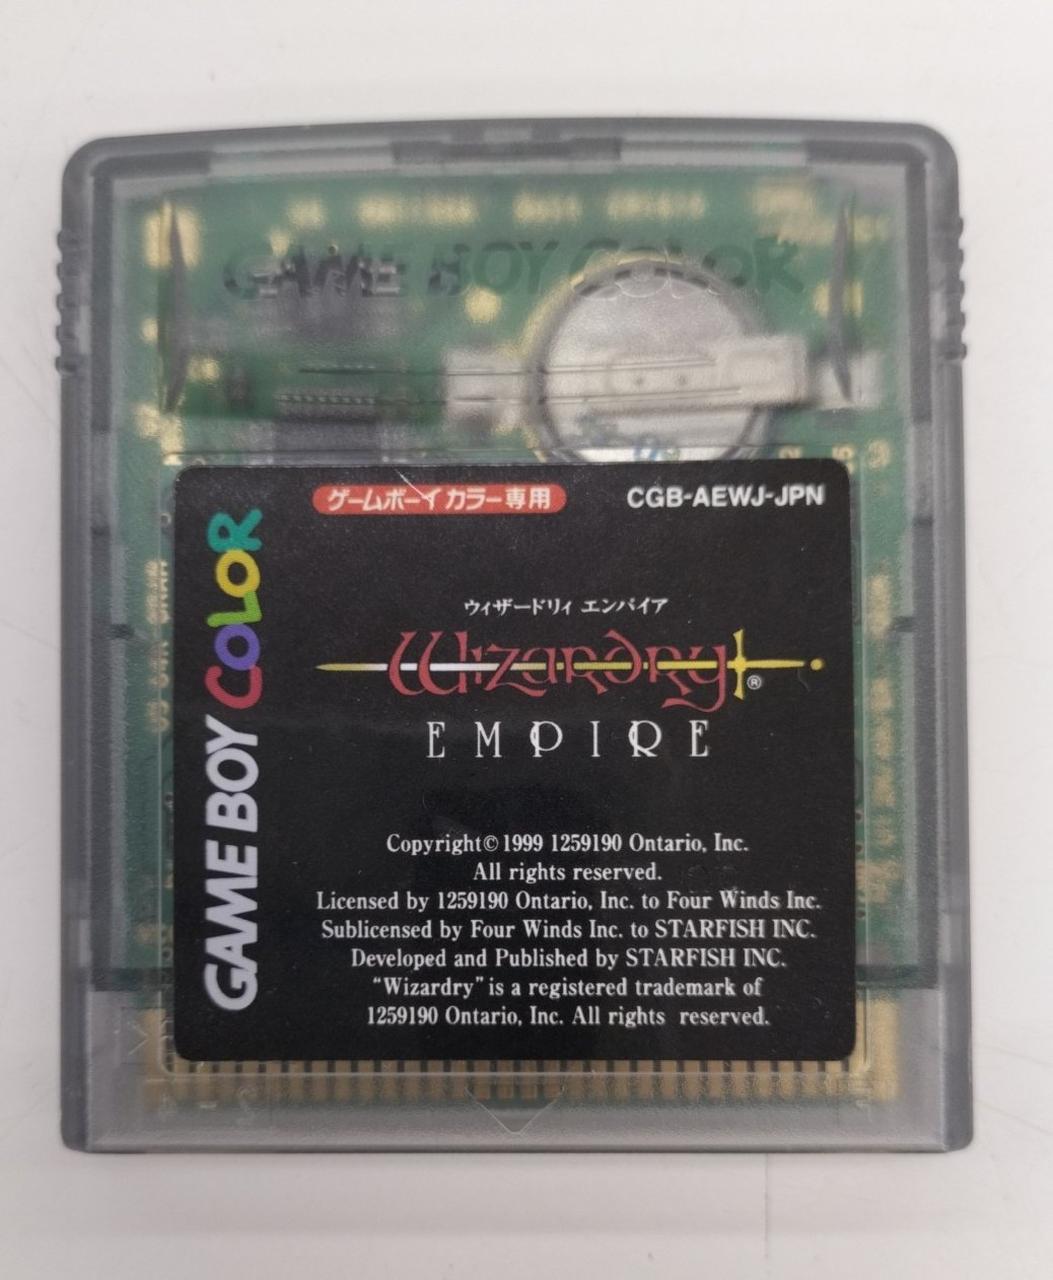 GAME BOY COLOR
ゲームボーイカラー専用
CGB-AEWJ-JPN
GAME BOY COLOR
ウィザードリィ エンパイア
Wizardry®
EMPIRE
Copyright© 1999 1259190 Ontario, Inc.
All rights reserved.
Licensed by 1259190 Ontario, Inc. to Four Winds Inc.
Sublicensed by Four Winds Inc. to STARFISH INC.
Developed and Published by STARFISH INC.
“Wizardry” is a registered trademark of
1259190 Ontario, Inc. All rights reserved.